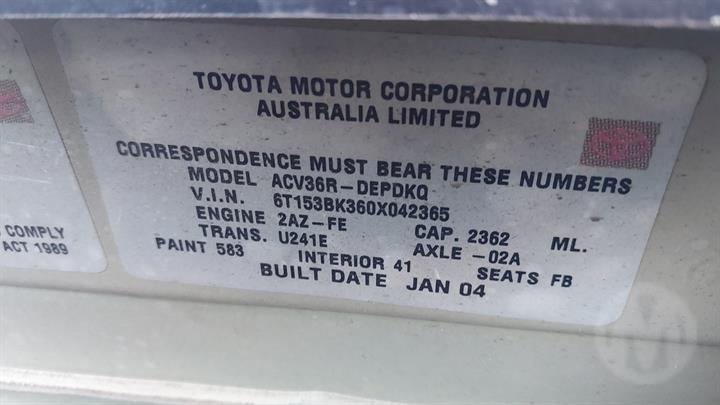 TOYOTA MOTOR CORPORATION
AUSTRALIA LIMITED
CORRESPONDENCE MUST BEAR THESE NUMBERS
MODEL ACV36R-DEPDKQ
V.I.N. 6T153BK360X042365
ENGINE 2AZ-FE CAP. 2362 ML.
TRANS. U241E AXLE -02A
PAINT 583 INTERIOR 41 SEATS FB
BUILT DATE JAN 04
COMPLY
ACT 1989